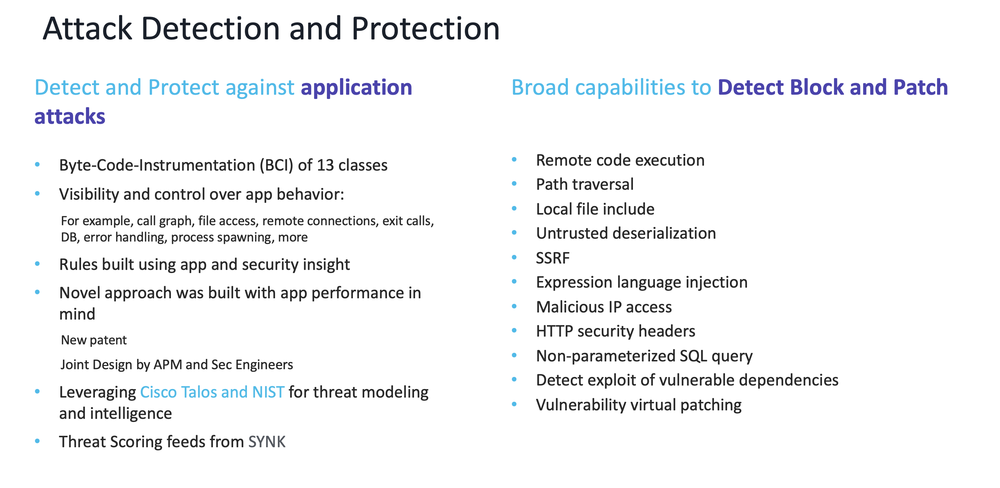 Attack Detection and Protection
Detect and Protect against application
attacks
• Byte-Code-Instrumentation (BCI) of 13 classes
• Visibility and control over app behavior:
For example, call graph, file access, remote connections, exit calls,
DB, error handling, process spawning, more
• Rules built using app and security insight
• Novel approach was built with app performance in
mind
New patent
Joint Design by APM and Sec Engineers
• Leveraging Cisco Talos and NIST for threat modeling
and intelligence
• Threat Scoring feeds from SYNK
Broad capabilities to Detect Block and Patch
• Remote code execution
• Path traversal
• Local file include
• Untrusted deserialization
• SSRF
• Expression language injection
• Malicious IP access
• HTTP security headers
• Non-parameterized SQL query
• Detect exploit of vulnerable dependencies
• Vulnerability virtual patching